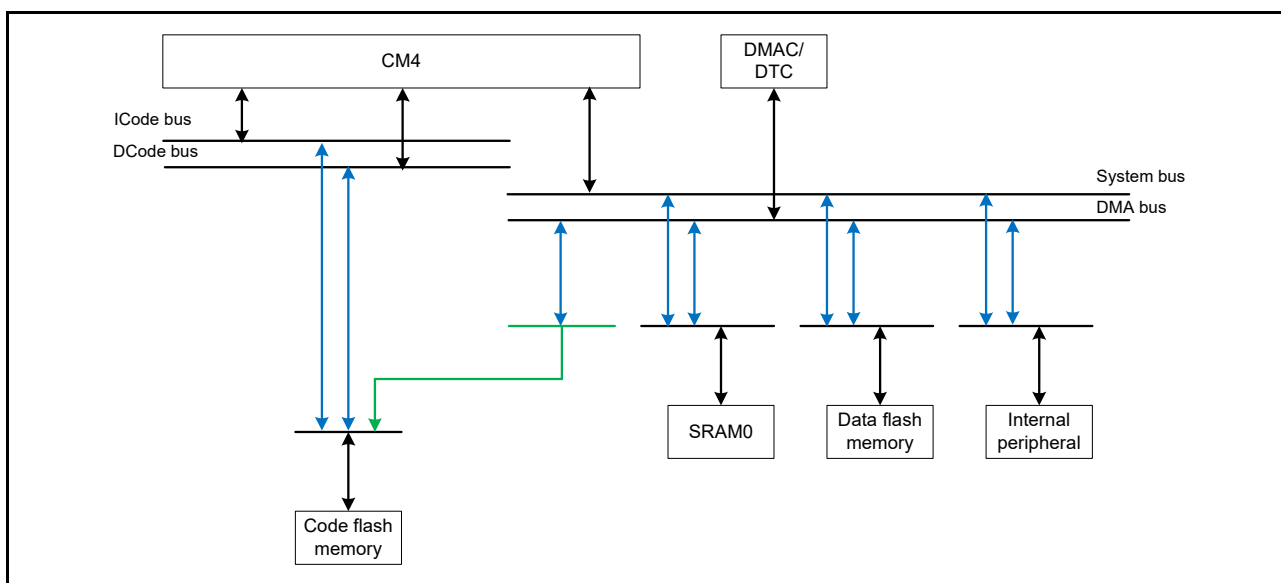 CM4
DMAC/
DTC
ICode bus
DCode bus
System bus
DMA bus
SRAM0
Data flash
memory
Internal
peripheral
Code flash
memory